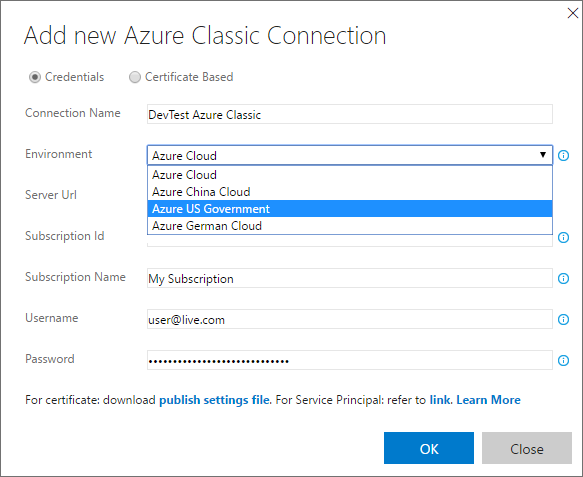 Add new Azure Classic Connection
Credentials Certificate Based
Connection Name DevTest Azure Classic
Environment Azure Cloud
Azure Cloud
Azure China Cloud
Server Url
Azure US Government
Azure German Cloud
Subscription Id
Subscription Name My Subscription
Username user@live.com
Password ••••••••••••••••••••••••••••
For certificate: download publish settings file. For Service Principal: refer to link. Learn More
OK Close